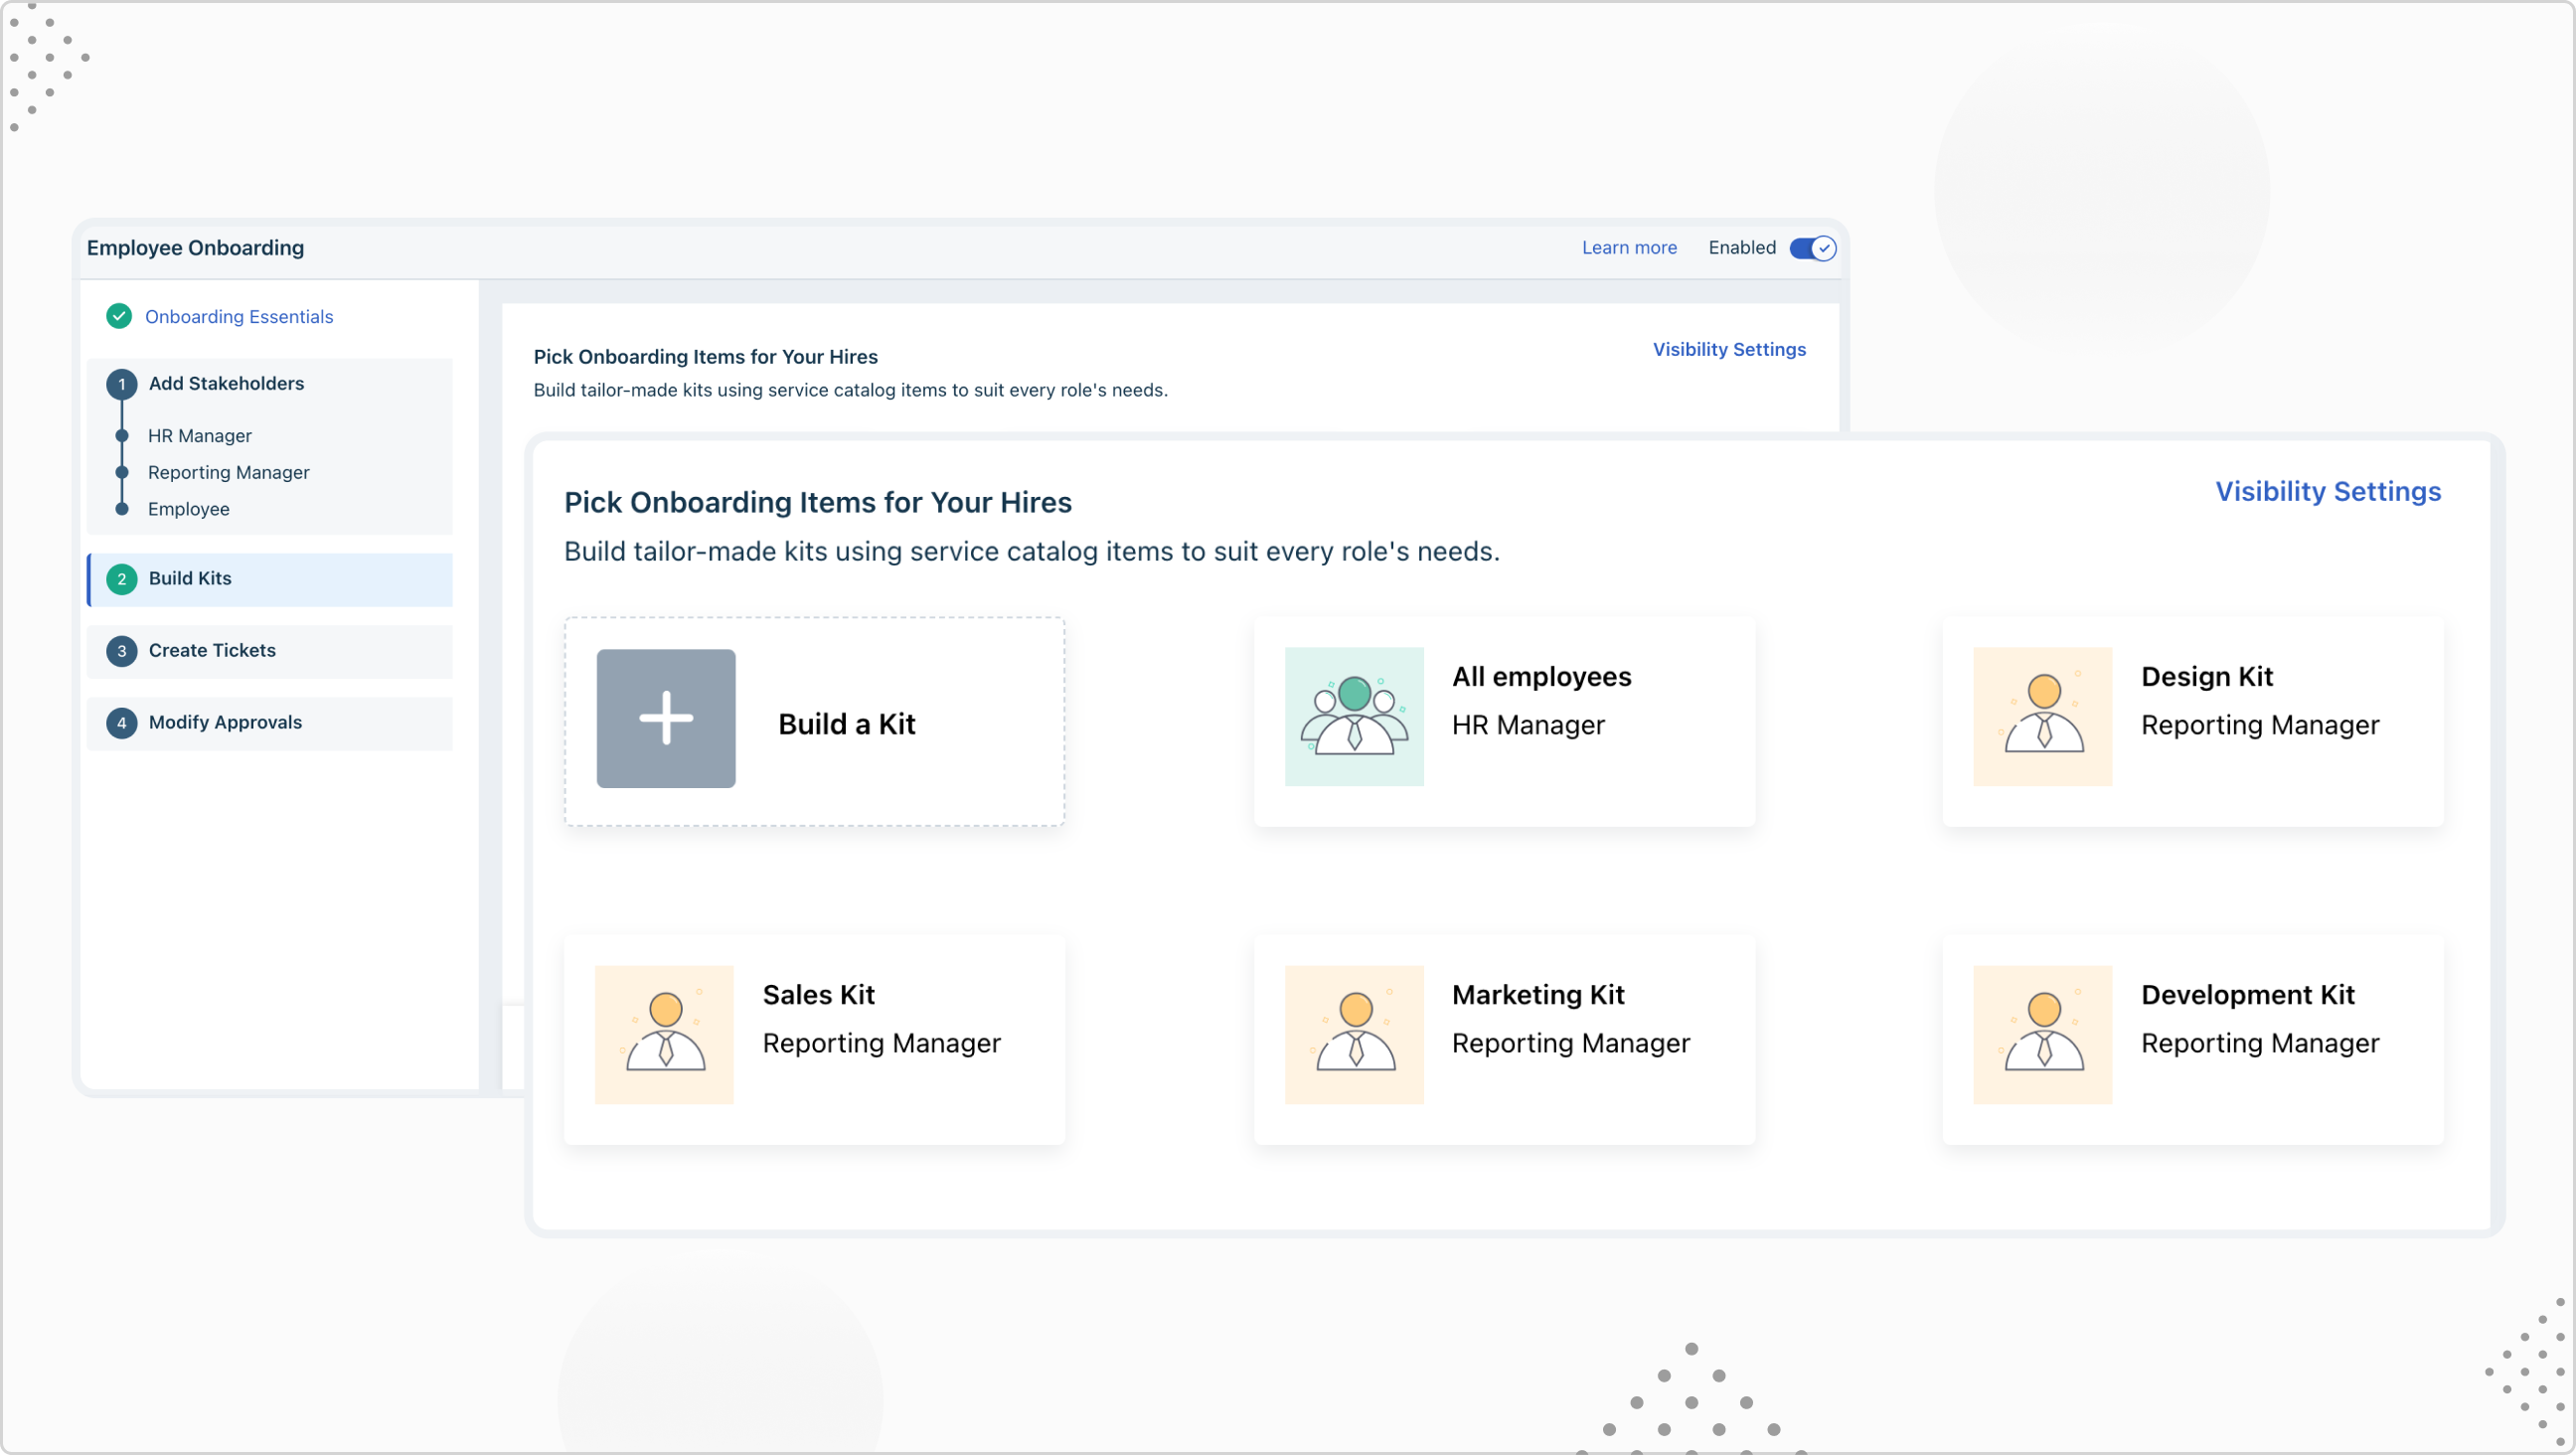 Employee Onboarding
Learn more
Enabled
Onboarding Essentials
1 Add Stakeholders
HR Manager
Reporting Manager
Employee
2 Build Kits
3 Create Tickets
4 Modify Approvals
Pick Onboarding Items for Your Hires
Visibility Settings
Build tailor-made kits using service catalog items to suit every role's needs.
Pick Onboarding Items for Your Hires
Visibility Settings
Build tailor-made kits using service catalog items to suit every role's needs.
Build a Kit
All employees
HR Manager
Design Kit
Reporting Manager
Sales Kit
Reporting Manager
Marketing Kit
Reporting Manager
Development Kit
Reporting Manager